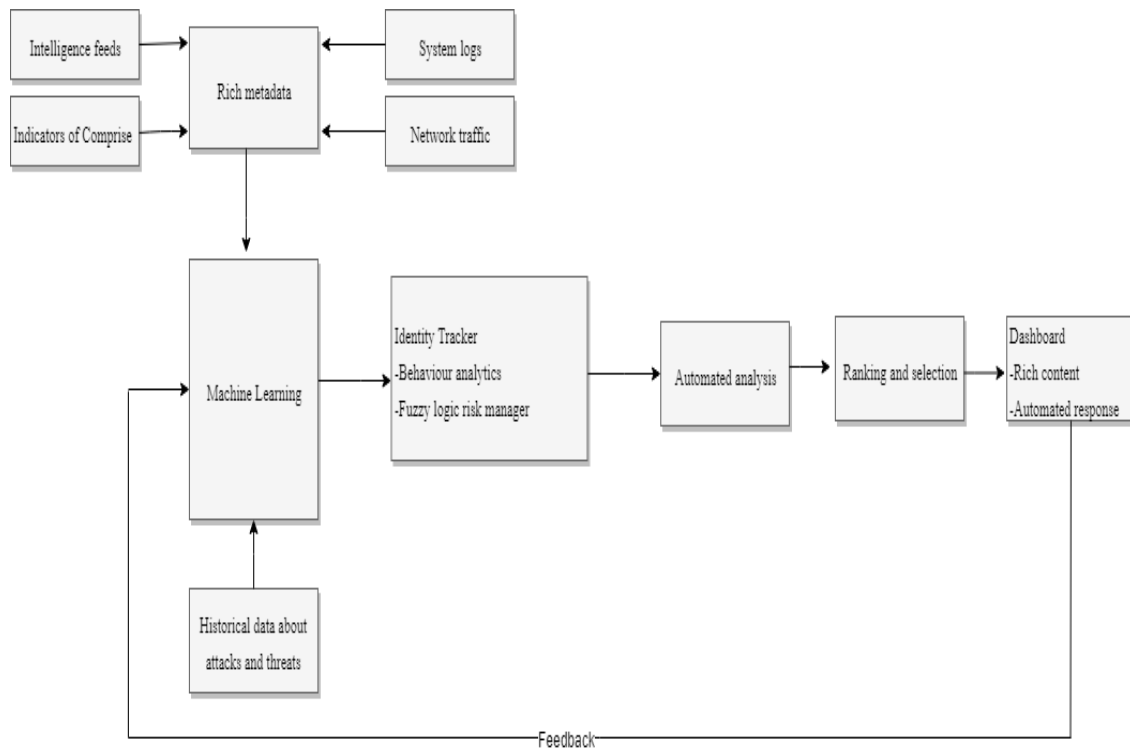 Intelligence feeds
System logs
Rich metadata
Indicators of Comprise
Network traffic
Machine Learning
Identity Tracker
-Behaviour analytics
-Fuzzy logic risk manager
Automated analysis
Ranking and selection
Dashboard
-Rich content
-Automated response
Historical data about
attacks and threats
Feedback